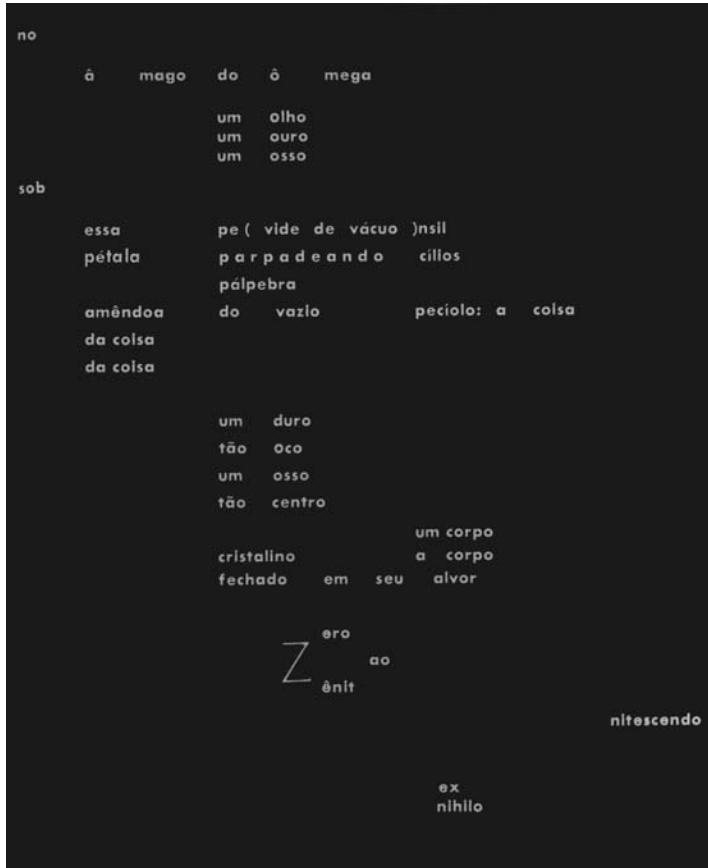 no
â mago do ô mega
um olho
um ouro
um osso
sob
essa pe ( vide de vácuo )nsil
pétala parpadeando cílios
pálpebra
amêndoa do vazio pecíolo: a coisa
da coisa
da coisa
um duro
tão oco
um osso
tão centro
um corpo
cristalino a corpo
fechado em seu alvor
Z ero
ao
ênit
nitescendo
ex
nihilo